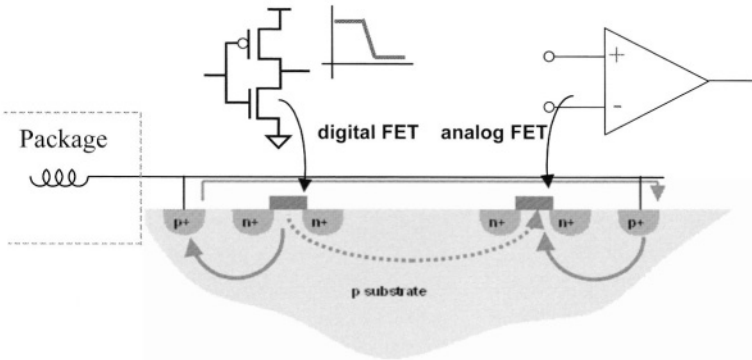 +
-
Package
digital FET
analog FET
p+
n+
n+
n+
n+
p+
p substrate